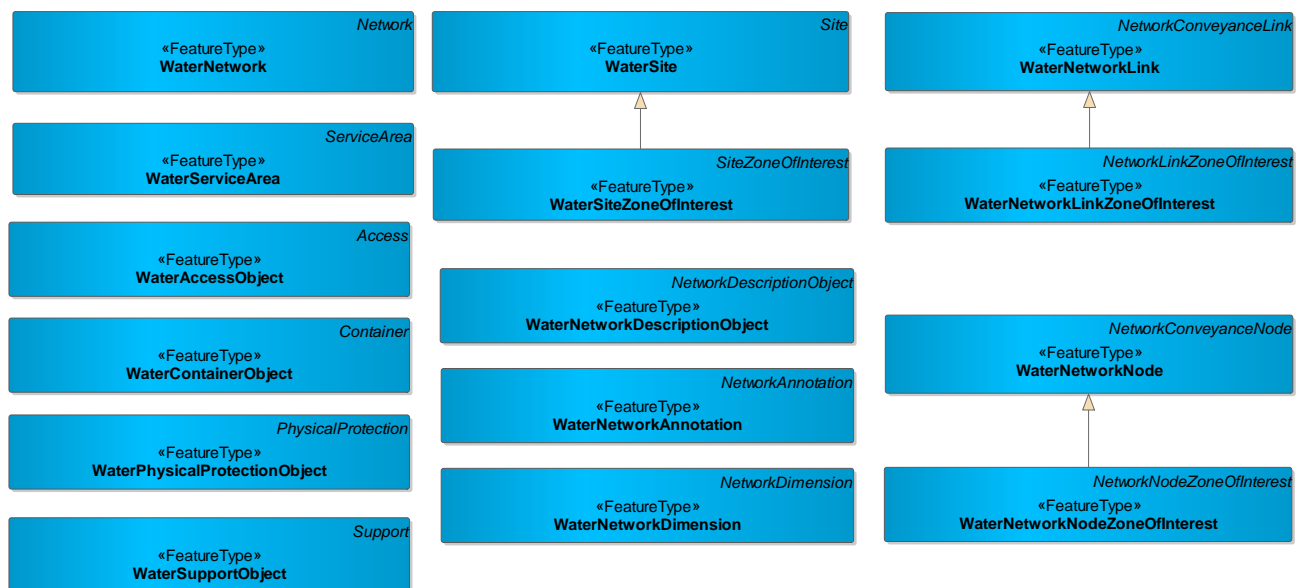 Network
«FeatureType»
WaterNetwork
ServiceArea
«FeatureType»
WaterServiceArea
Access
«FeatureType»
WaterAccessObject
Container
«FeatureType»
WaterContainerObject
PhysicalProtection
«FeatureType»
WaterPhysicalProtectionObject
Support
«FeatureType»
WaterSupportObject
Site
«FeatureType»
WaterSite
SiteZoneOfInterest
«FeatureType»
WaterSiteZoneOfInterest
NetworkDescriptionObject
«FeatureType»
WaterNetworkDescriptionObject
NetworkAnnotation
«FeatureType»
WaterNetworkAnnotation
NetworkDimension
«FeatureType»
WaterNetworkDimension
NetworkConveyanceLink
«FeatureType»
WaterNetworkLink
NetworkLinkZoneOfInterest
«FeatureType»
WaterNetworkLinkZoneOfInterest
NetworkConveyanceNode
«FeatureType»
WaterNetworkNode
NetworkNodeZoneOfInterest
«FeatureType»
WaterNetworkNodeZoneOfInterest